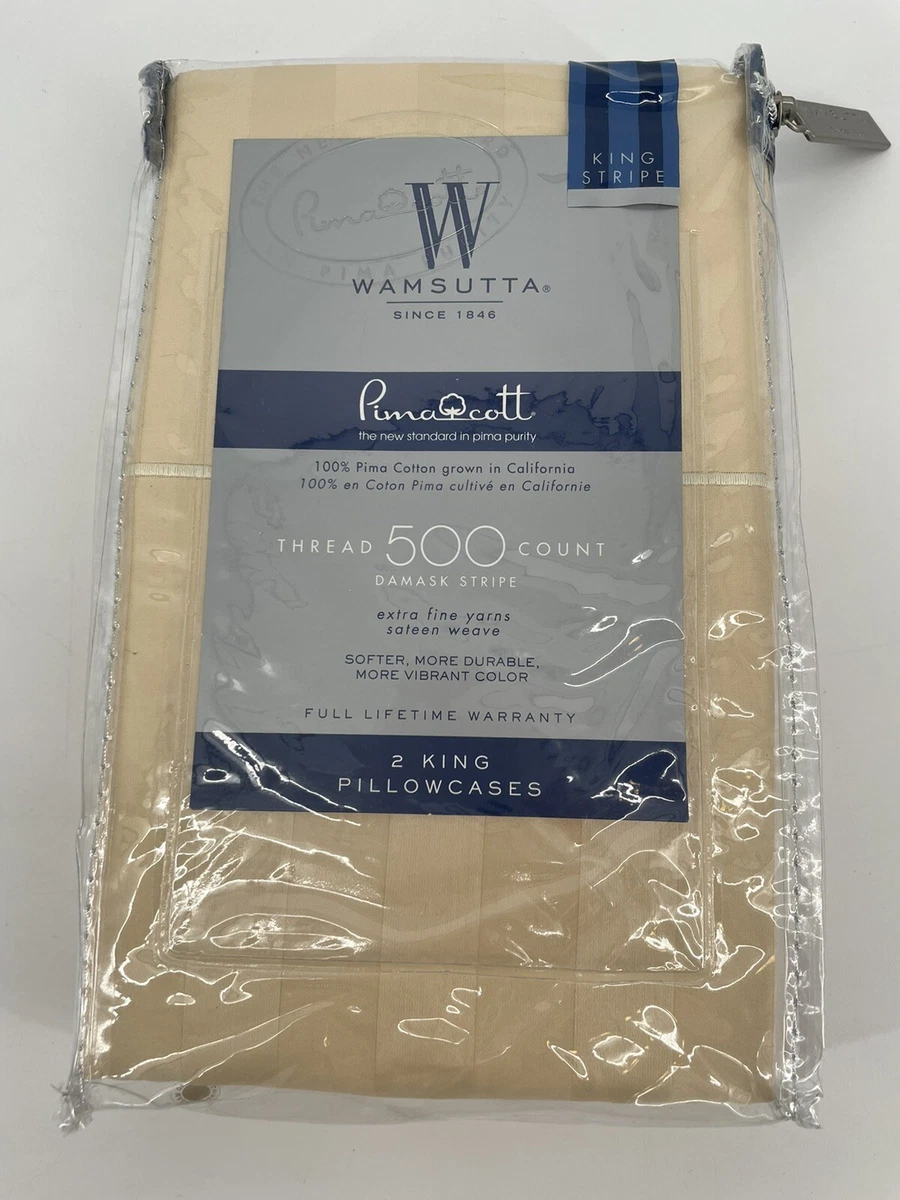 KING
STRIPE
Pimacott
PIMA
W
WAMSUTTA®
SINCE 1846
Pimacott
the new standard in pima purity
100% Pima Cotton grown in California
100% en Coton Pima cultivé en Californie
THREAD 500 COUNT
DAMASK STRIPE
extra fine yarns
sateen weave
SOFTER, MORE DURABLE,
MORE VIBRANT COLOR
FULL LIFETIME WARRANTY
2 KING
PILLOWCASES